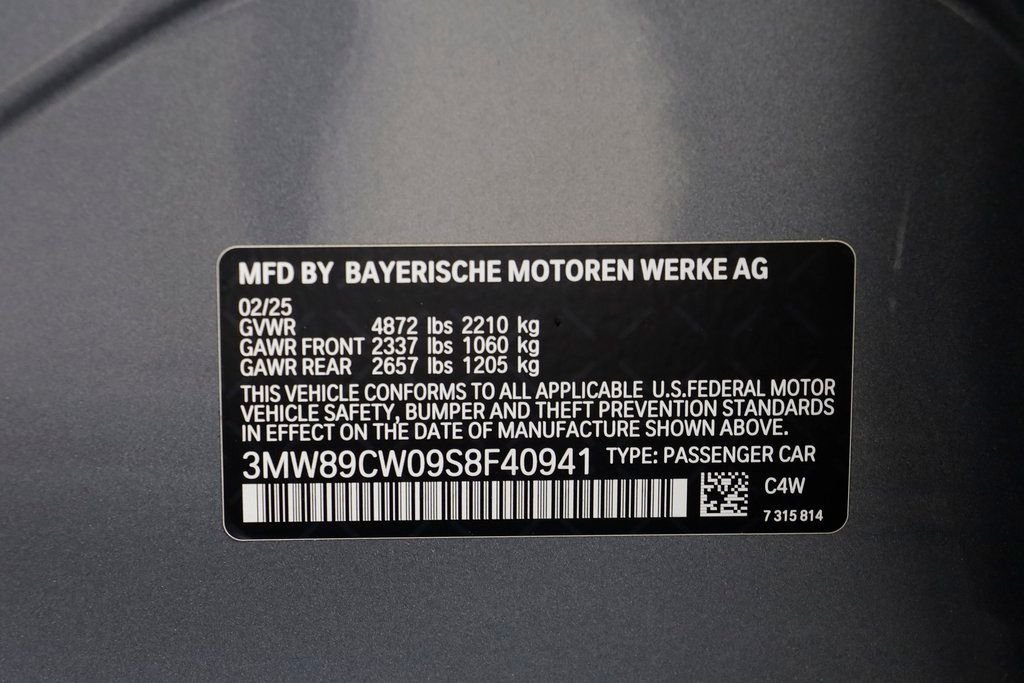 MFD BY BAYERISCHE MOTOREN WERKE AG
02/25
GVWR 4872 lbs 2210 kg
GAWR FRONT 2337 lbs 1060 kg
GAWR REAR 2657 lbs 1205 kg
THIS VEHICLE CONFORMS TO ALL APPLICABLE U.S.FEDERAL MOTOR
VEHICLE SAFETY, BUMPER AND THEFT PREVENTION STANDARDS
IN EFFECT ON THE DATE OF MANUFACTURE SHOWN ABOVE.
3MW89CW09S8F40941 TYPE: PASSENGER CAR
C4W
7 315 814